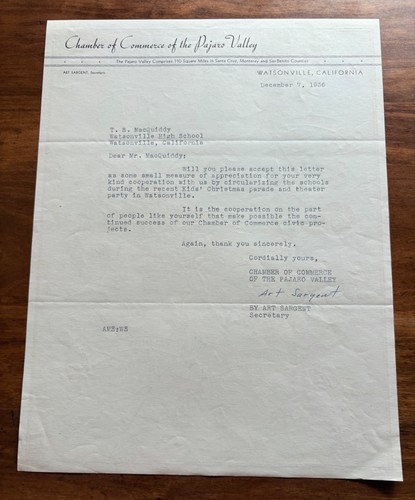 Chamber of Commerce of the Pajaro Valley
The Pajaro Valley Comprises 750 Square Miles in Santa Cruz, Monterey and San Benito Counties
ART SARGENT, Secretary
WATSONVILLE, CALIFORNIA
December 7, 1938
T. S. MacQuiddy
Watsonville High School
Watsonville, California
Dear Mr. MacQuiddy:
Will you please accept this letter
as some small measure of appreciation for your very
kind cooperation with us by circularizing the schools
during the recent Kids' Christmas parade and theater
party in Watsonville.
It is the cooperation on the part
of people like yourself that make possible the con-
tinued success of our Chamber of Commerce civic pro-
jects.
Again, thank you sincerely,
Cordially yours,
CHAMBER OF COMMERCE
OF THE PAJARO VALLEY
Art Sargent
BY ART SARGENT
Secretary